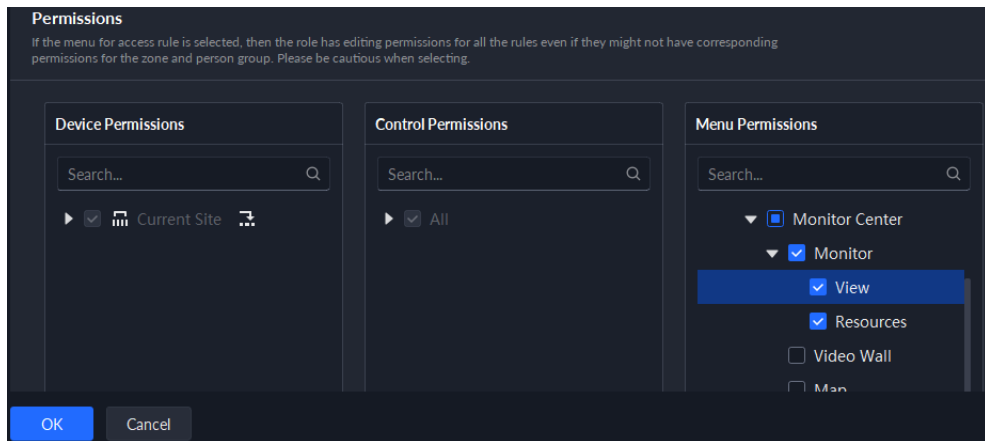 Permissions
If the menu for access rule is selected, then the role has editing permissions for all the rules even if they might not have corresponding
permissions for the zone and person group. Please be cautious when selecting.
Device Permissions
Search...
Current Site
Control Permissions
Search...
All
Menu Permissions
Search...
Monitor Center
Monitor
View
Resources
Video Wall
Map
OK
Cancel